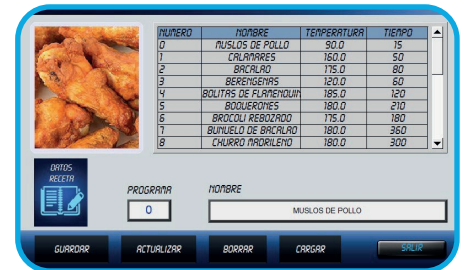 NUMERO NOMBRE TEMPERATURA TIEMPO
0 MUSLOS DE POLLO 90.0 15
1 CALAMARES 160.0 50
2 BACALAO 175.0 80
3 BERENGENAS 120.0 60
4 BOLITAS DE FLAMENQUIN 185.0 120
5 BOQUERONES 180.0 210
6 BROCOLI REBOZADO 175.0 180
7 BUNUELO DE BACALAO 180.0 360
8 CHURRO MADRILENO 180.0 300
DATOS
RECETA
PROGRAMA NOMBRE
0 MUSLOS DE POLLO
GUARDAR ACTUALIZAR BORRAR CARGAR SALIR